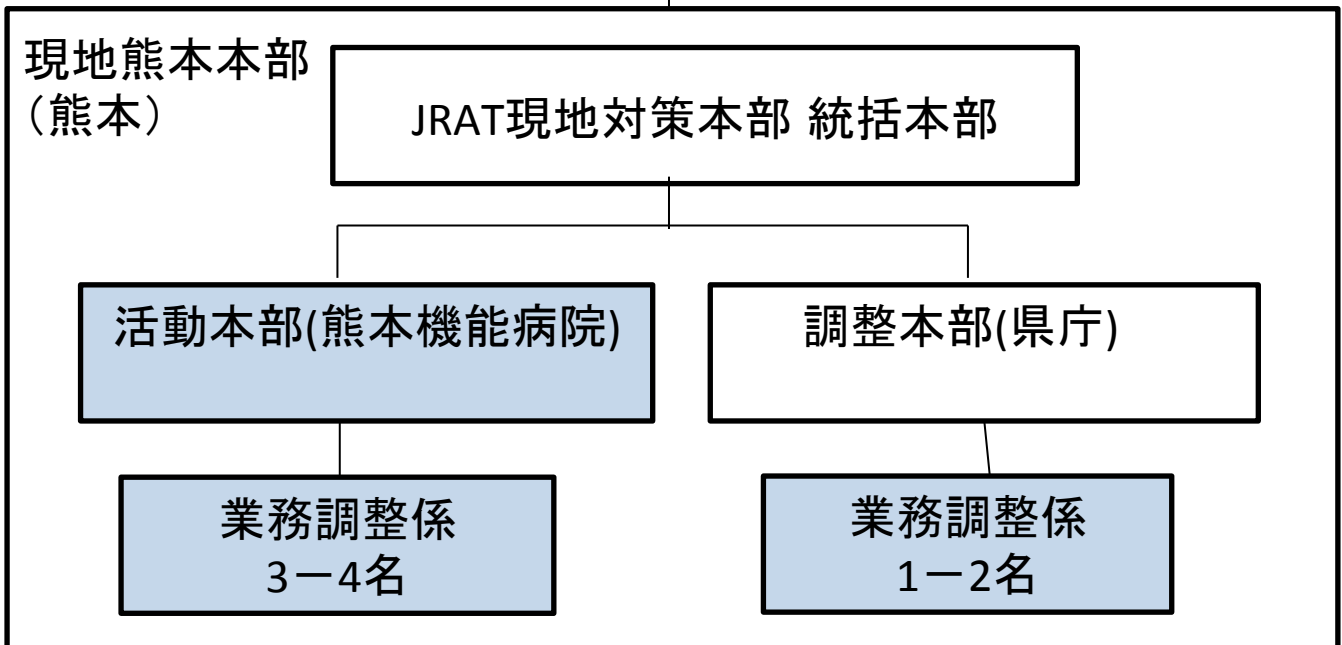 現地熊本本部
（熊本）
JRAT現地対策本部 統括本部
活動本部(熊本機能病院)
調整本部(県庁)
業務調整係
3－4名
業務調整係
1－2名